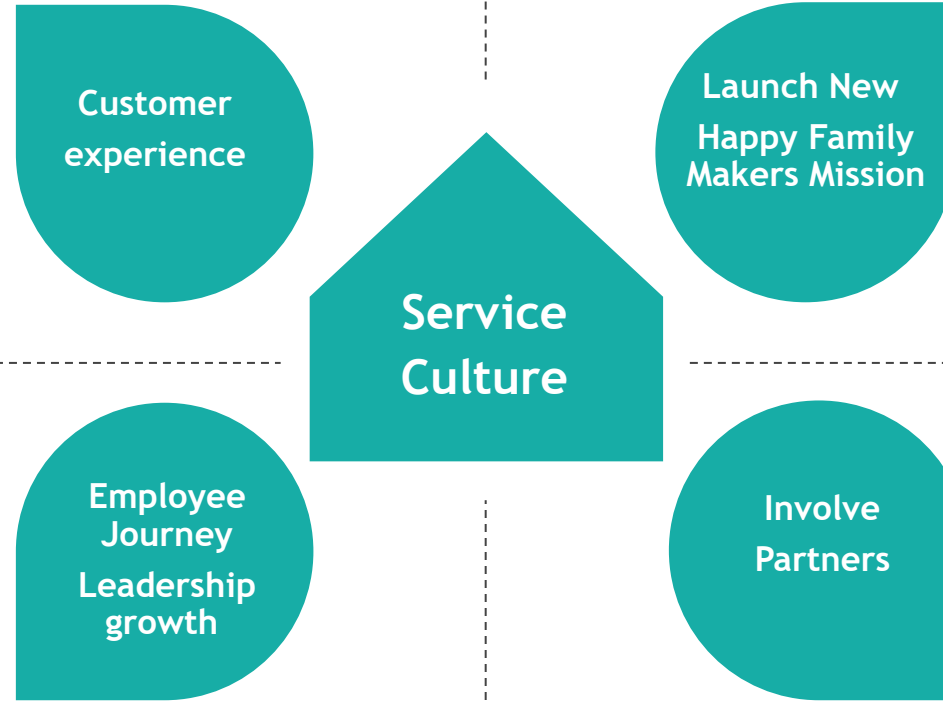 Customer
experience
Launch New
Happy Family
Makers Mission
Service
Culture
Employee
Journey
Leadership
growth
Involve
Partners